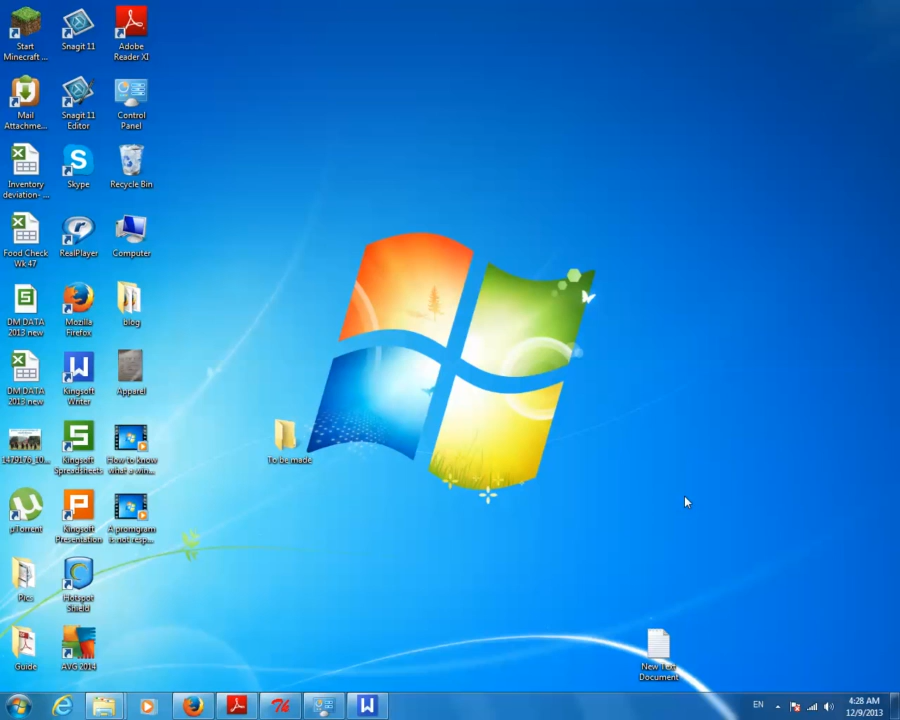 Start
Minecraft ...
Snagit 11
Adobe
Reader XI
Mail
Attachme...
Snagit 11
Editor
Control
Panel
Inventory
deviation- ...
Skype
Recycle Bin
Food Check
Wk 47
RealPlayer
Computer
DM DATA
2013 new
Mozilla
Firefox
blog
DM DATA
2013 new
Kingsoft
Writer
Apparel
1479176_10...
Kingsoft
Spreadsheets
How to know
what a win...
To be made
µTorrent
Kingsoft
Presentation
A promgram
is not resp...
Pics
Hotspot
Shield
Guide
AVG 2014
New Text
Document
EN
4:28 AM
12/9/2013